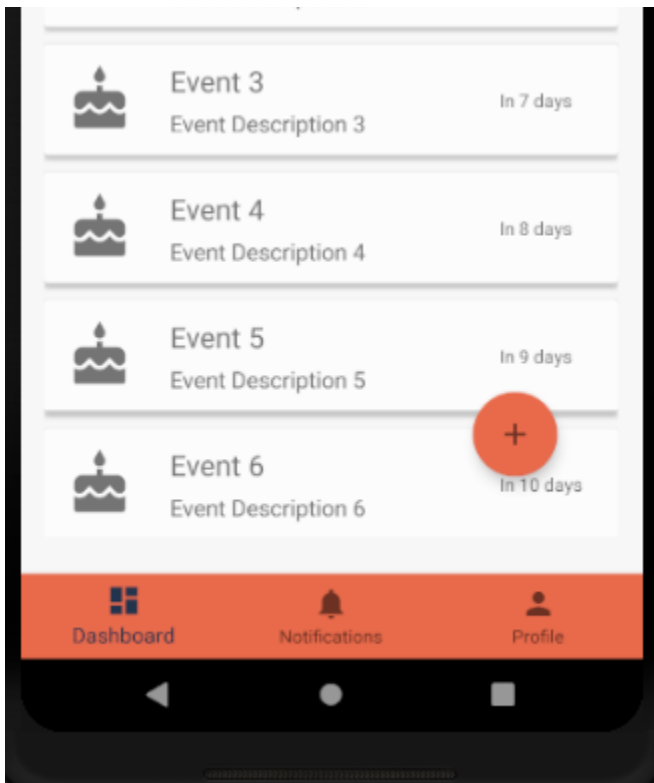 Event 3
Event Description 3
In 7 days
Event 4
Event Description 4
In 8 days
Event 5
Event Description 5
In 9 days
+
Event 6
Event Description 6
In 10 days
Dashboard
Notifications
Profile